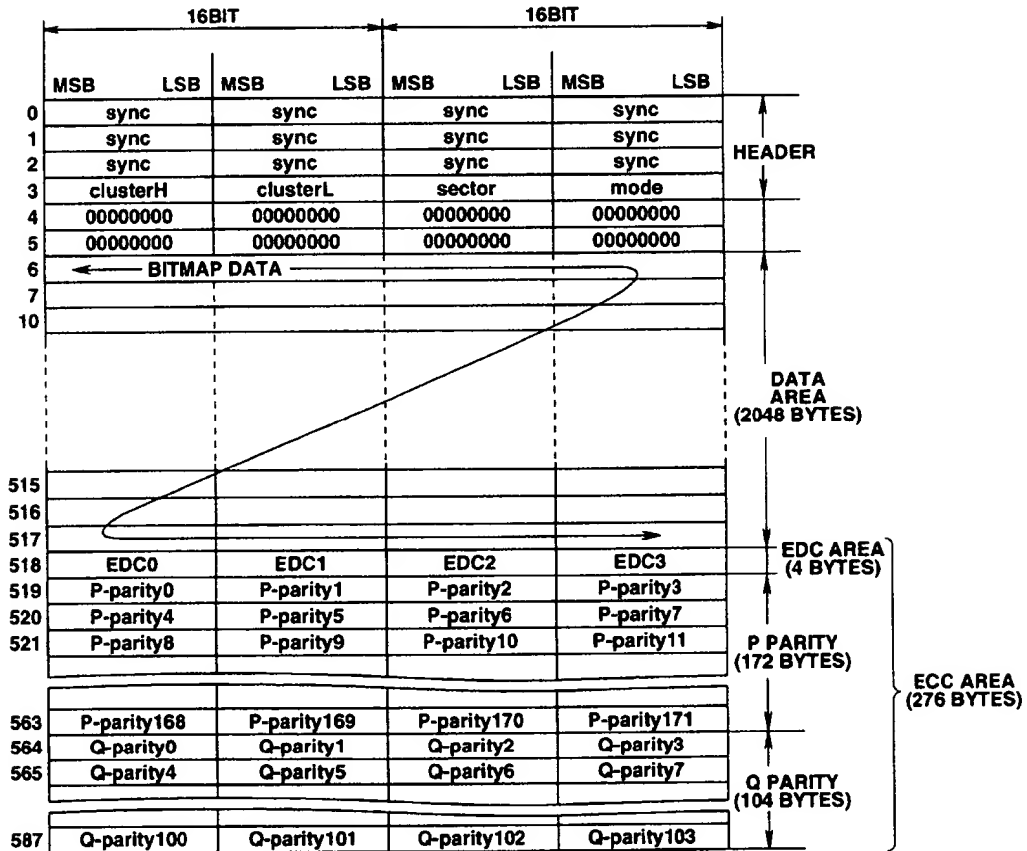 16BIT 16BIT
MSB LSB MSB LSB MSB LSB MSB LSB
0 sync sync sync sync
1 sync sync sync sync
2 sync sync sync sync
HEADER
3 clusterH clusterL sector mode
4 00000000 00000000 00000000 00000000
5 00000000 00000000 00000000 00000000
6 BITMAP DATA
7
10
DATA
AREA
(2048 BYTES)
515
516
517
518 EDC0 EDC1 EDC2 EDC3
EDC AREA
(4 BYTES)
519 P-parity0 P-parity1 P-parity2 P-parity3
520 P-parity4 P-parity5 P-parity6 P-parity7
521 P-parity8 P-parity9 P-parity10 P-parity11
P PARITY
(172 BYTES)
ECC AREA
(276 BYTES)
563 P-parity168 P-parity169 P-parity170 P-parity171
564 Q-parity0 Q-parity1 Q-parity2 Q-parity3
565 Q-parity4 Q-parity5 Q-parity6 Q-parity7
Q PARITY
(104 BYTES)
587 Q-parity100 Q-parity101 Q-parity102 Q-parity103